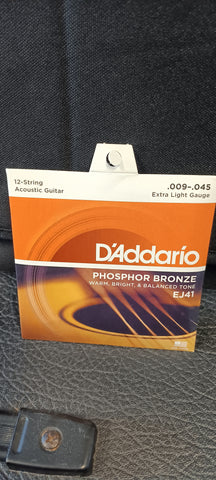 12-String
Acoustic Guitar
.009–.045
Extra Light Gauge
D'Addario
PHOSPHOR BRONZE
WARM, BRIGHT, & BALANCED TONE
EJ41